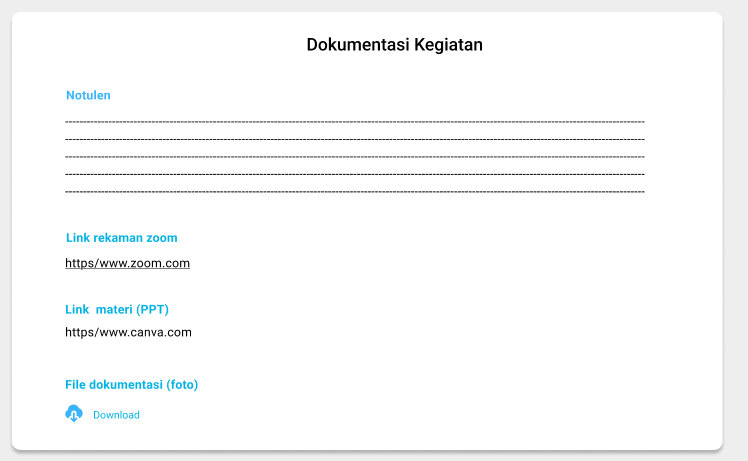 Dokumentasi Kegiatan
Notulen
Link rekaman zoom
https/www.zoom.com
Link  materi (PPT)
https/www.canva.com
File dokumentasi (foto)
Download